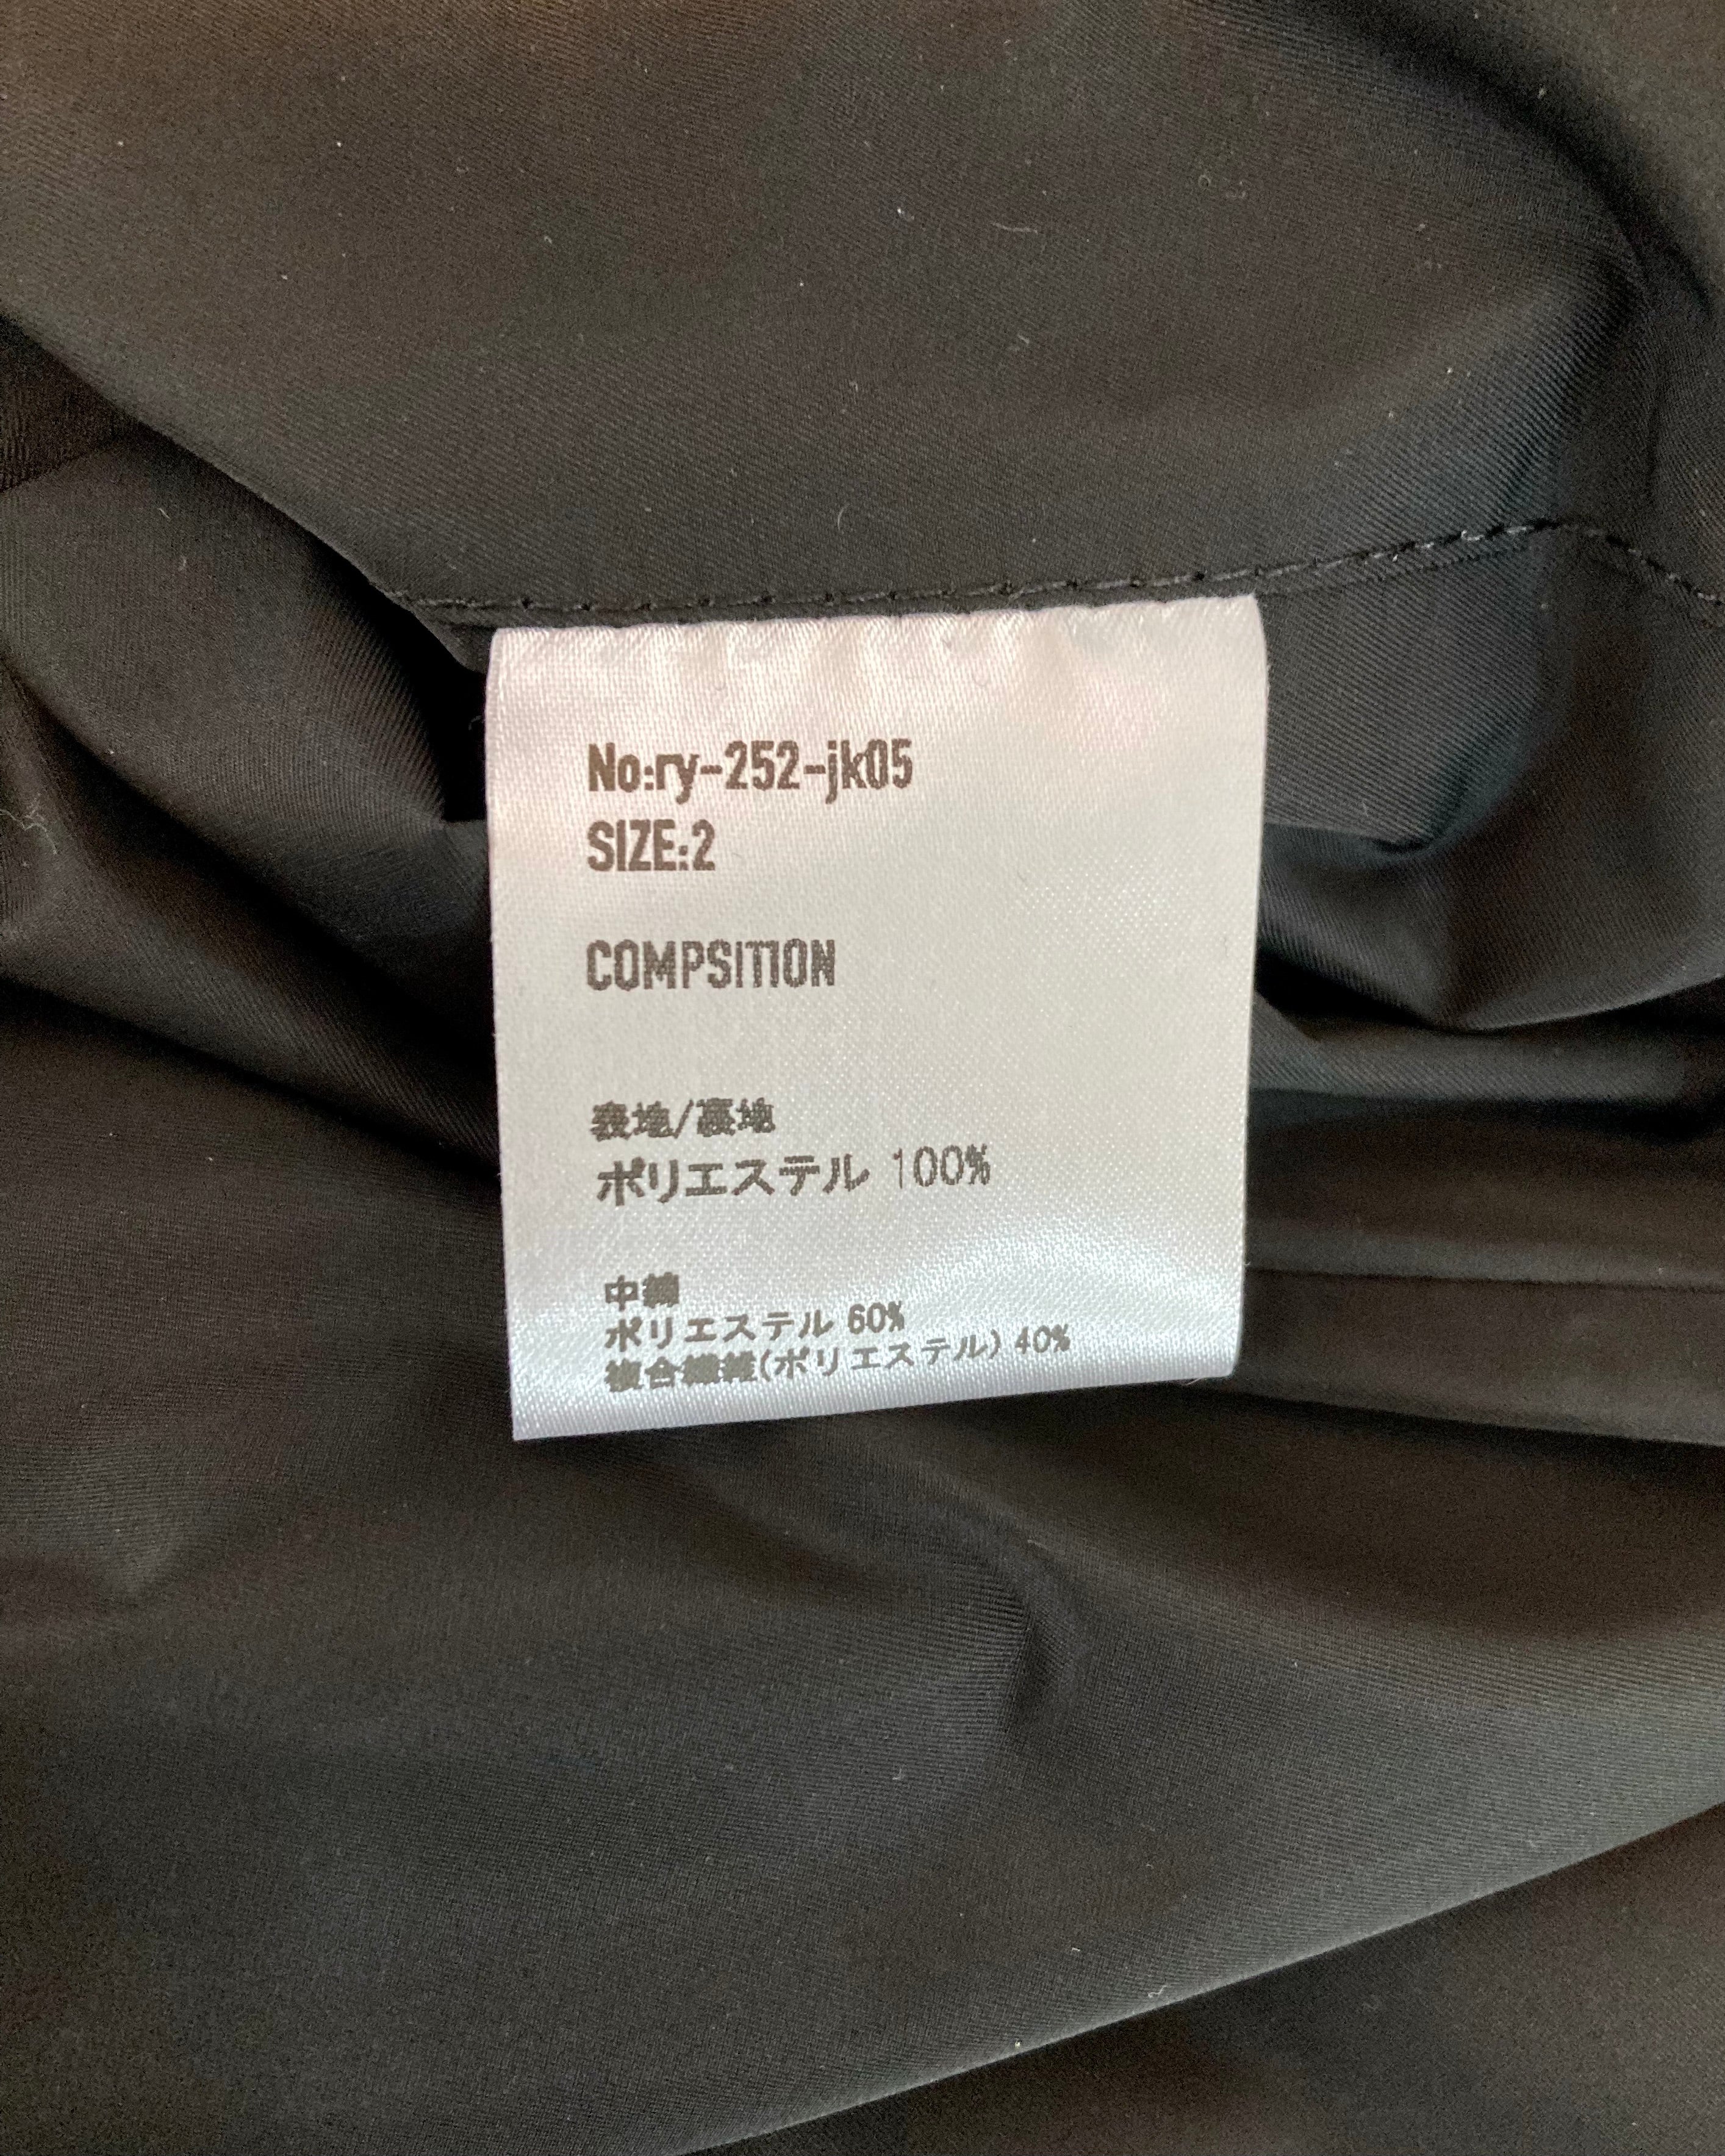 No:ry-252-jk05
SIZE:2
COMPSITION
表地/裏地
ポリエステル 100%
中綿
ポリエステル 60%
複合繊維(ポリエステル) 40%